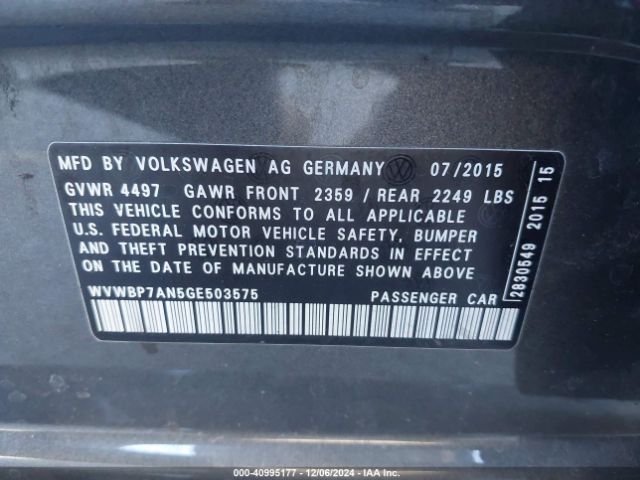 MFD BY VOLKSWAGEN AG GERMANY 07/2015
GVWR 4497 GAWR FRONT 2359 / REAR 2249 LBS
THIS VEHICLE CONFORMS TO ALL APPLICABLE
U.S. FEDERAL MOTOR VEHICLE SAFETY, BUMPER
AND THEFT PREVENTION STANDARDS IN EFFECT
ON THE DATE OF MANUFACTURE SHOWN ABOVE
WVWBP7AN5GE503575 PASSENGER CAR
2830549 2015 15
000-40995177 - 12/06/2024 - IAA Inc.